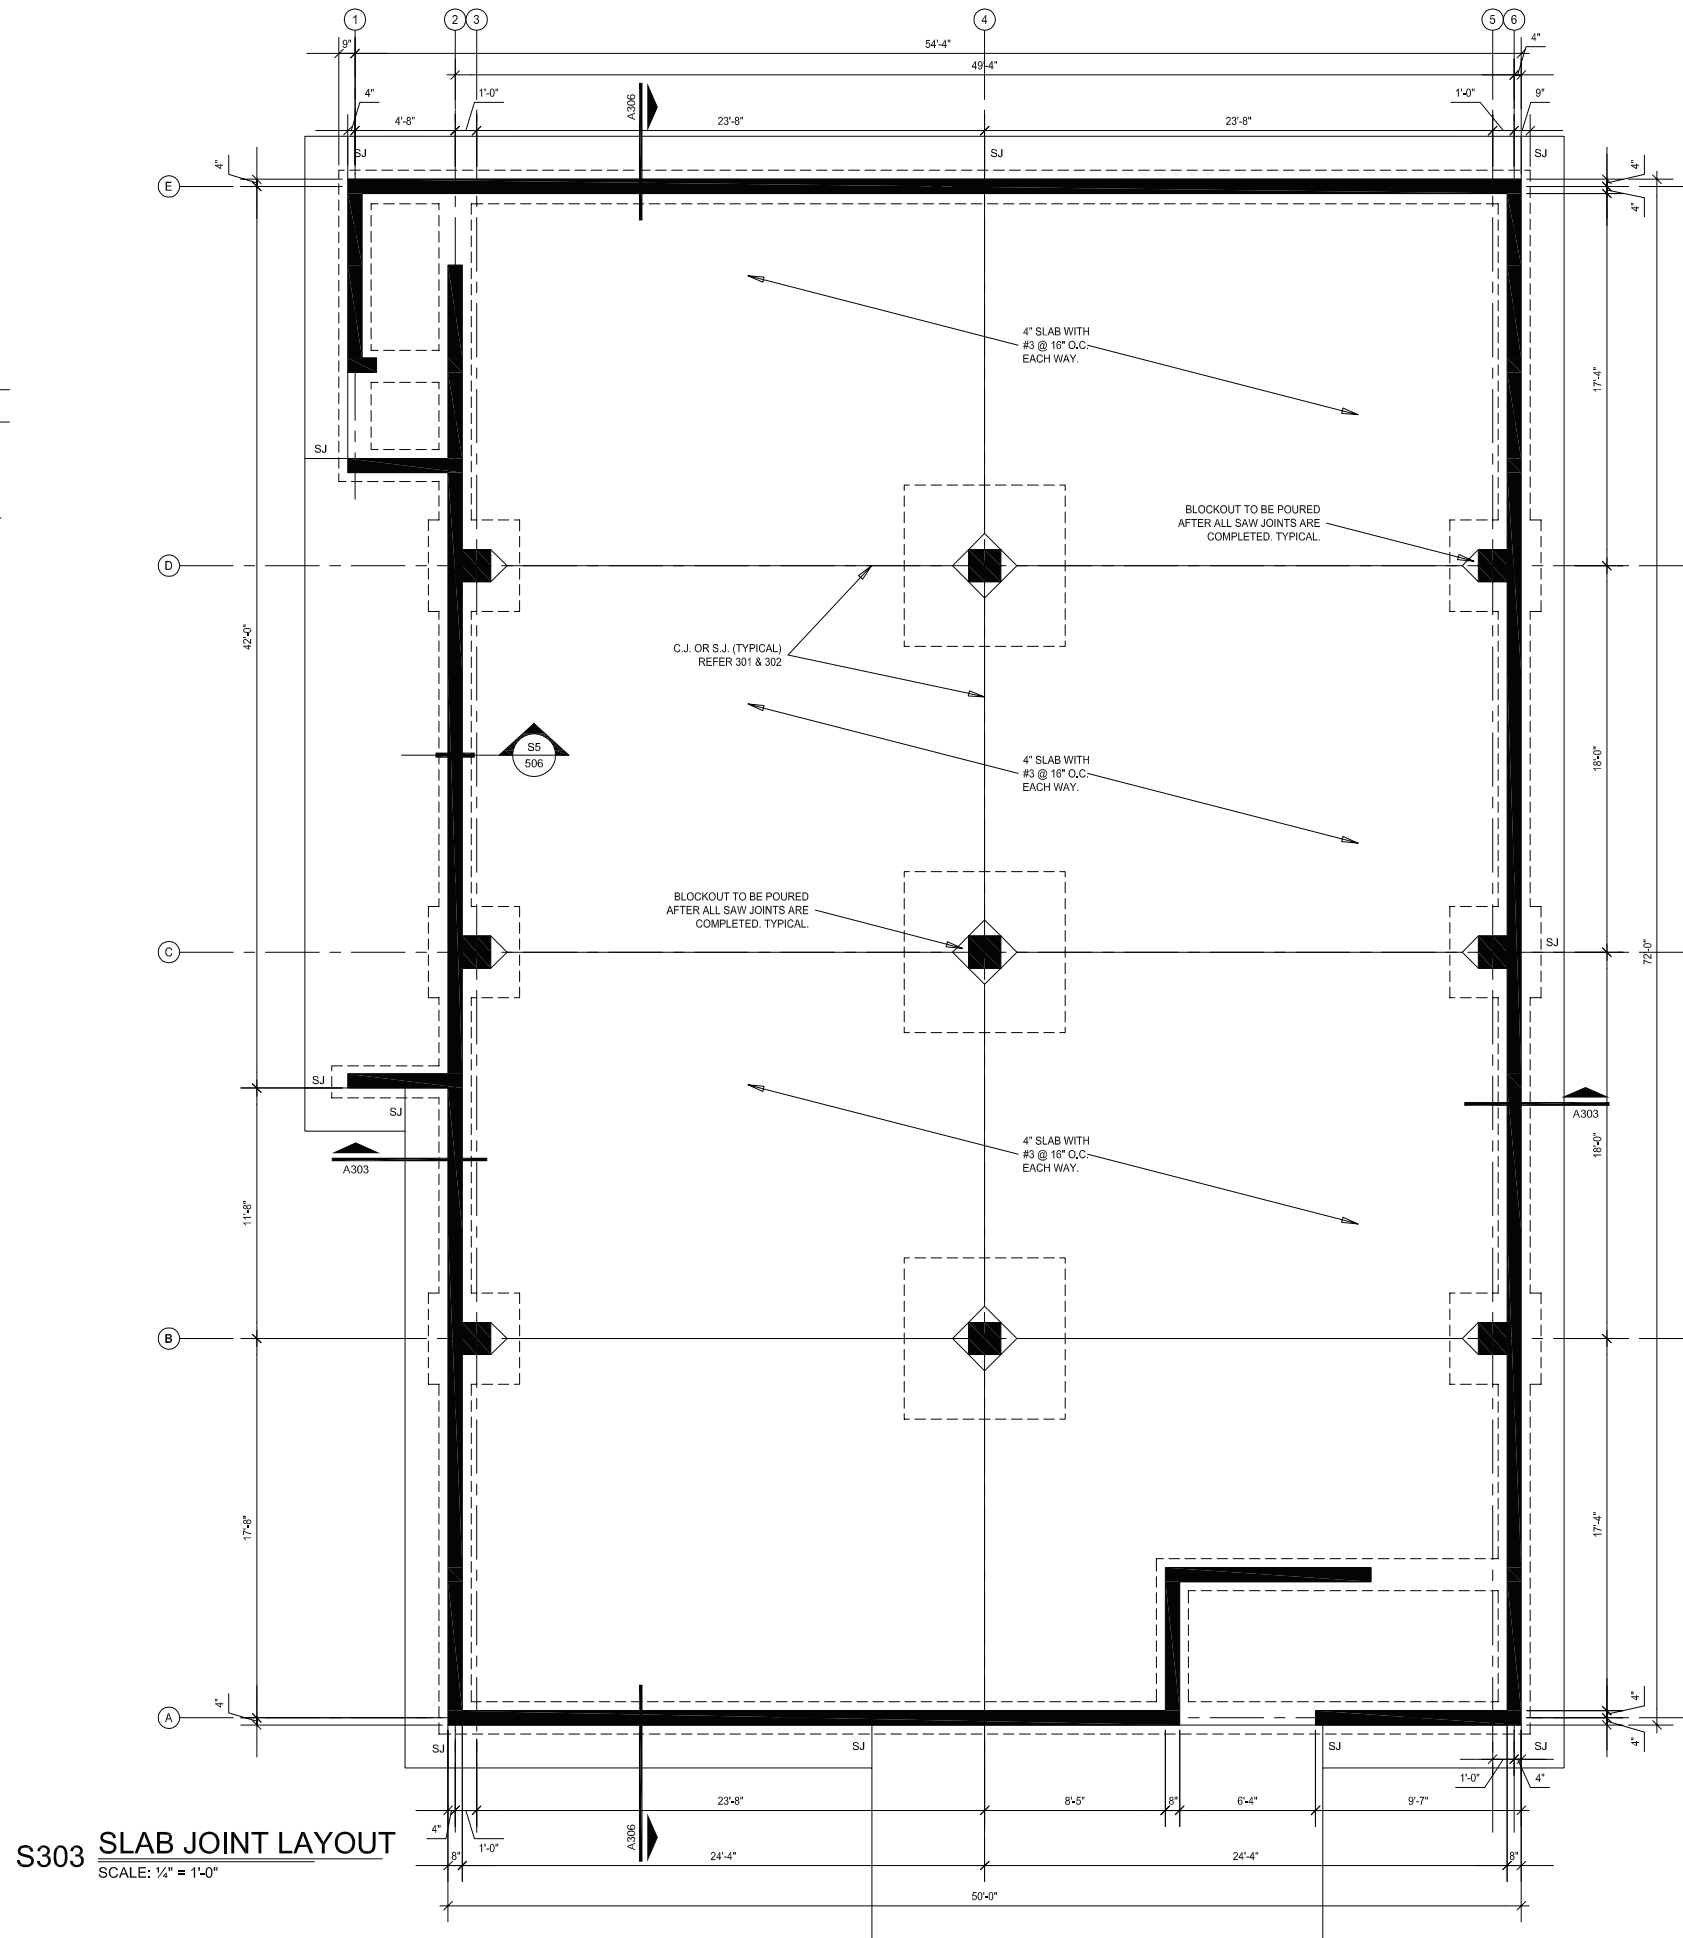 1 2 3 4 5 6
9" 54'-4" 4"
49'-4"
4" 1'-0" 1'-0" 9"
4'-8" 23'-8" 23'-8"
A306
SJ SJ SJ
4" 4"
E
4"
4" SLAB WITH
#3 @ 16" O.C.
EACH WAY.
17'-4"
SJ
BLOCKOUT TO BE POURED
AFTER ALL SAW JOINTS ARE
COMPLETED. TYPICAL.
D
42'-0"
C.J. OR S.J. (TYPICAL)
REFER 301 & 302
S5
506
4" SLAB WITH
#3 @ 16" O.C.
EACH WAY.
18'-0"
BLOCKOUT TO BE POURED
AFTER ALL SAW JOINTS ARE
COMPLETED. TYPICAL.
C
SJ
72'-0"
SJ
SJ
A303
A303
4" SLAB WITH
#3 @ 16" O.C.
EACH WAY.
18'-0"
11'-8"
B
17'-8"
17'-4"
4" 4"
A
4"
SJ SJ SJ SJ
1'-0" 4"
23'-8" 8'-5" 8" 6'-4" 9'-7"
4" 1'-0"
A306
8" 24'-4" 24'-4" 8"
50'-0"
S303 SLAB JOINT LAYOUT
SCALE: ¼" = 1'-0"